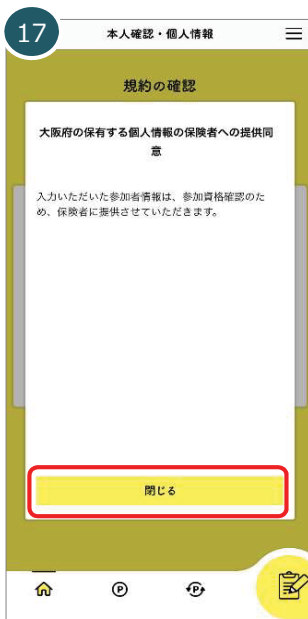 17
本人確認・個人情報
規約の確認
大阪府の保有する個人情報の保険者への提供同
意
入力いただいた参加者情報は、参加資格確認のた
め、保険者に提供させていただきます。
閉じる
P
P